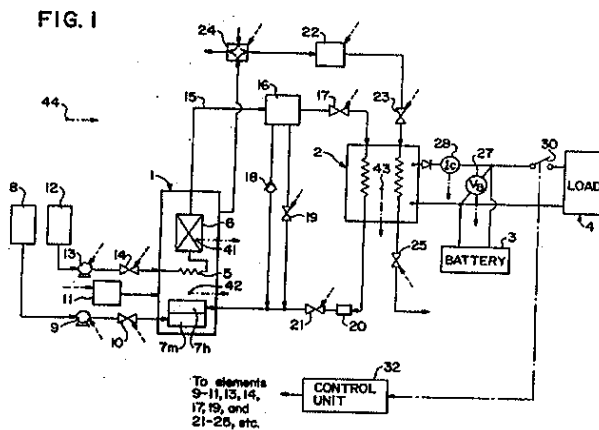 FIG. 1
24
22
44
15
16
17
23
28
Ic
27
VB
30
2
43
LOAD
4
8
12
1
18
19
6
41
13
14
5
25
BATTERY
3
11
42
9
10
7m
7h
21
20
32
To elements
9-11, 13, 14,
17, 19, and
21-25, etc.
CONTROL
UNIT